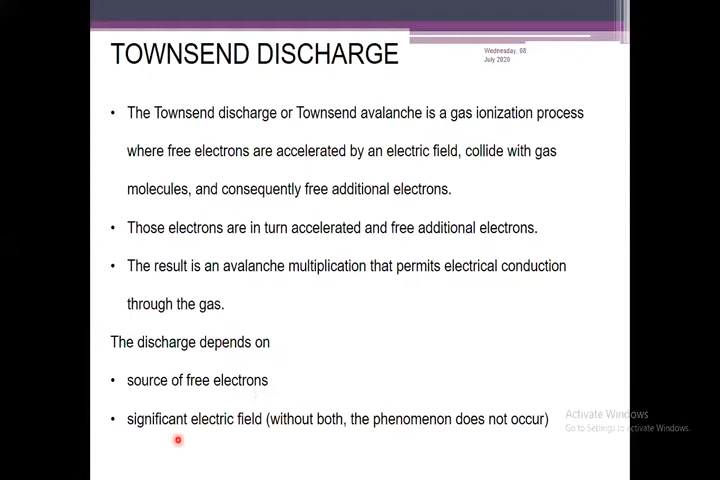 TOWNSEND DISCHARGE
Wednesday, 08
July 2020
• The Townsend discharge or Townsend avalanche is a gas ionization process
where free electrons are accelerated by an electric field, collide with gas
molecules, and consequently free additional electrons.
• Those electrons are in turn accelerated and free additional electrons.
• The result is an avalanche multiplication that permits electrical conduction
through the gas.
The discharge depends on
• source of free electrons
• significant electric field (without both, the phenomenon does not occur)
Activate Windows
Go to Settings to activate Windows.